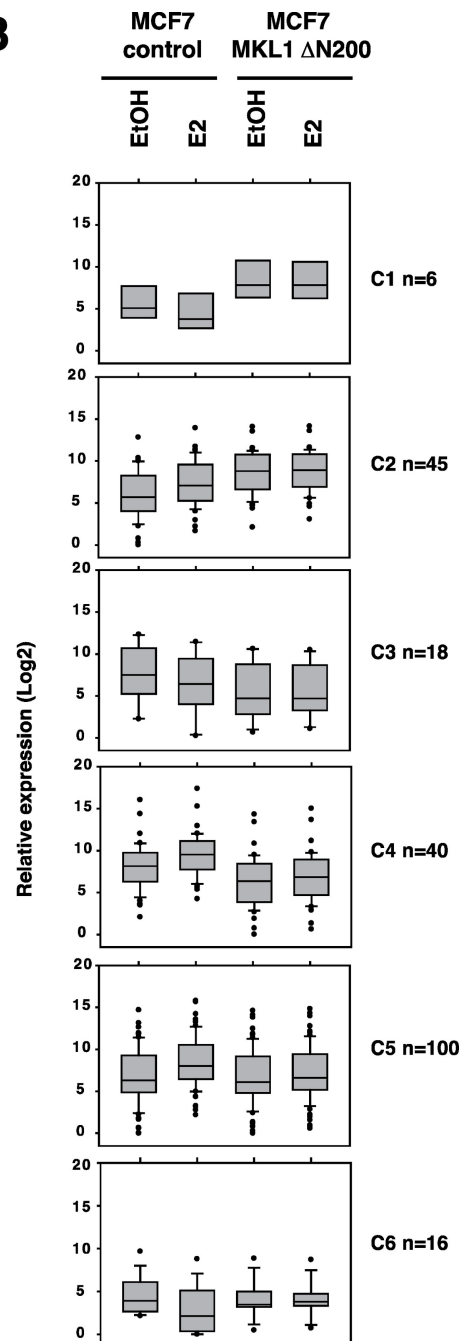 B
MCF7 control
MCF7 MKL1 ΔN200
EtOH
E2
EtOH
E2
Relative expression (Log2)
20
15
10
5
0
C1 n=6
20
15
10
5
0
C2 n=45
20
15
10
5
0
C3 n=18
20
15
10
5
0
C4 n=40
20
15
10
5
0
C5 n=100
20
15
10
5
0
C6 n=16